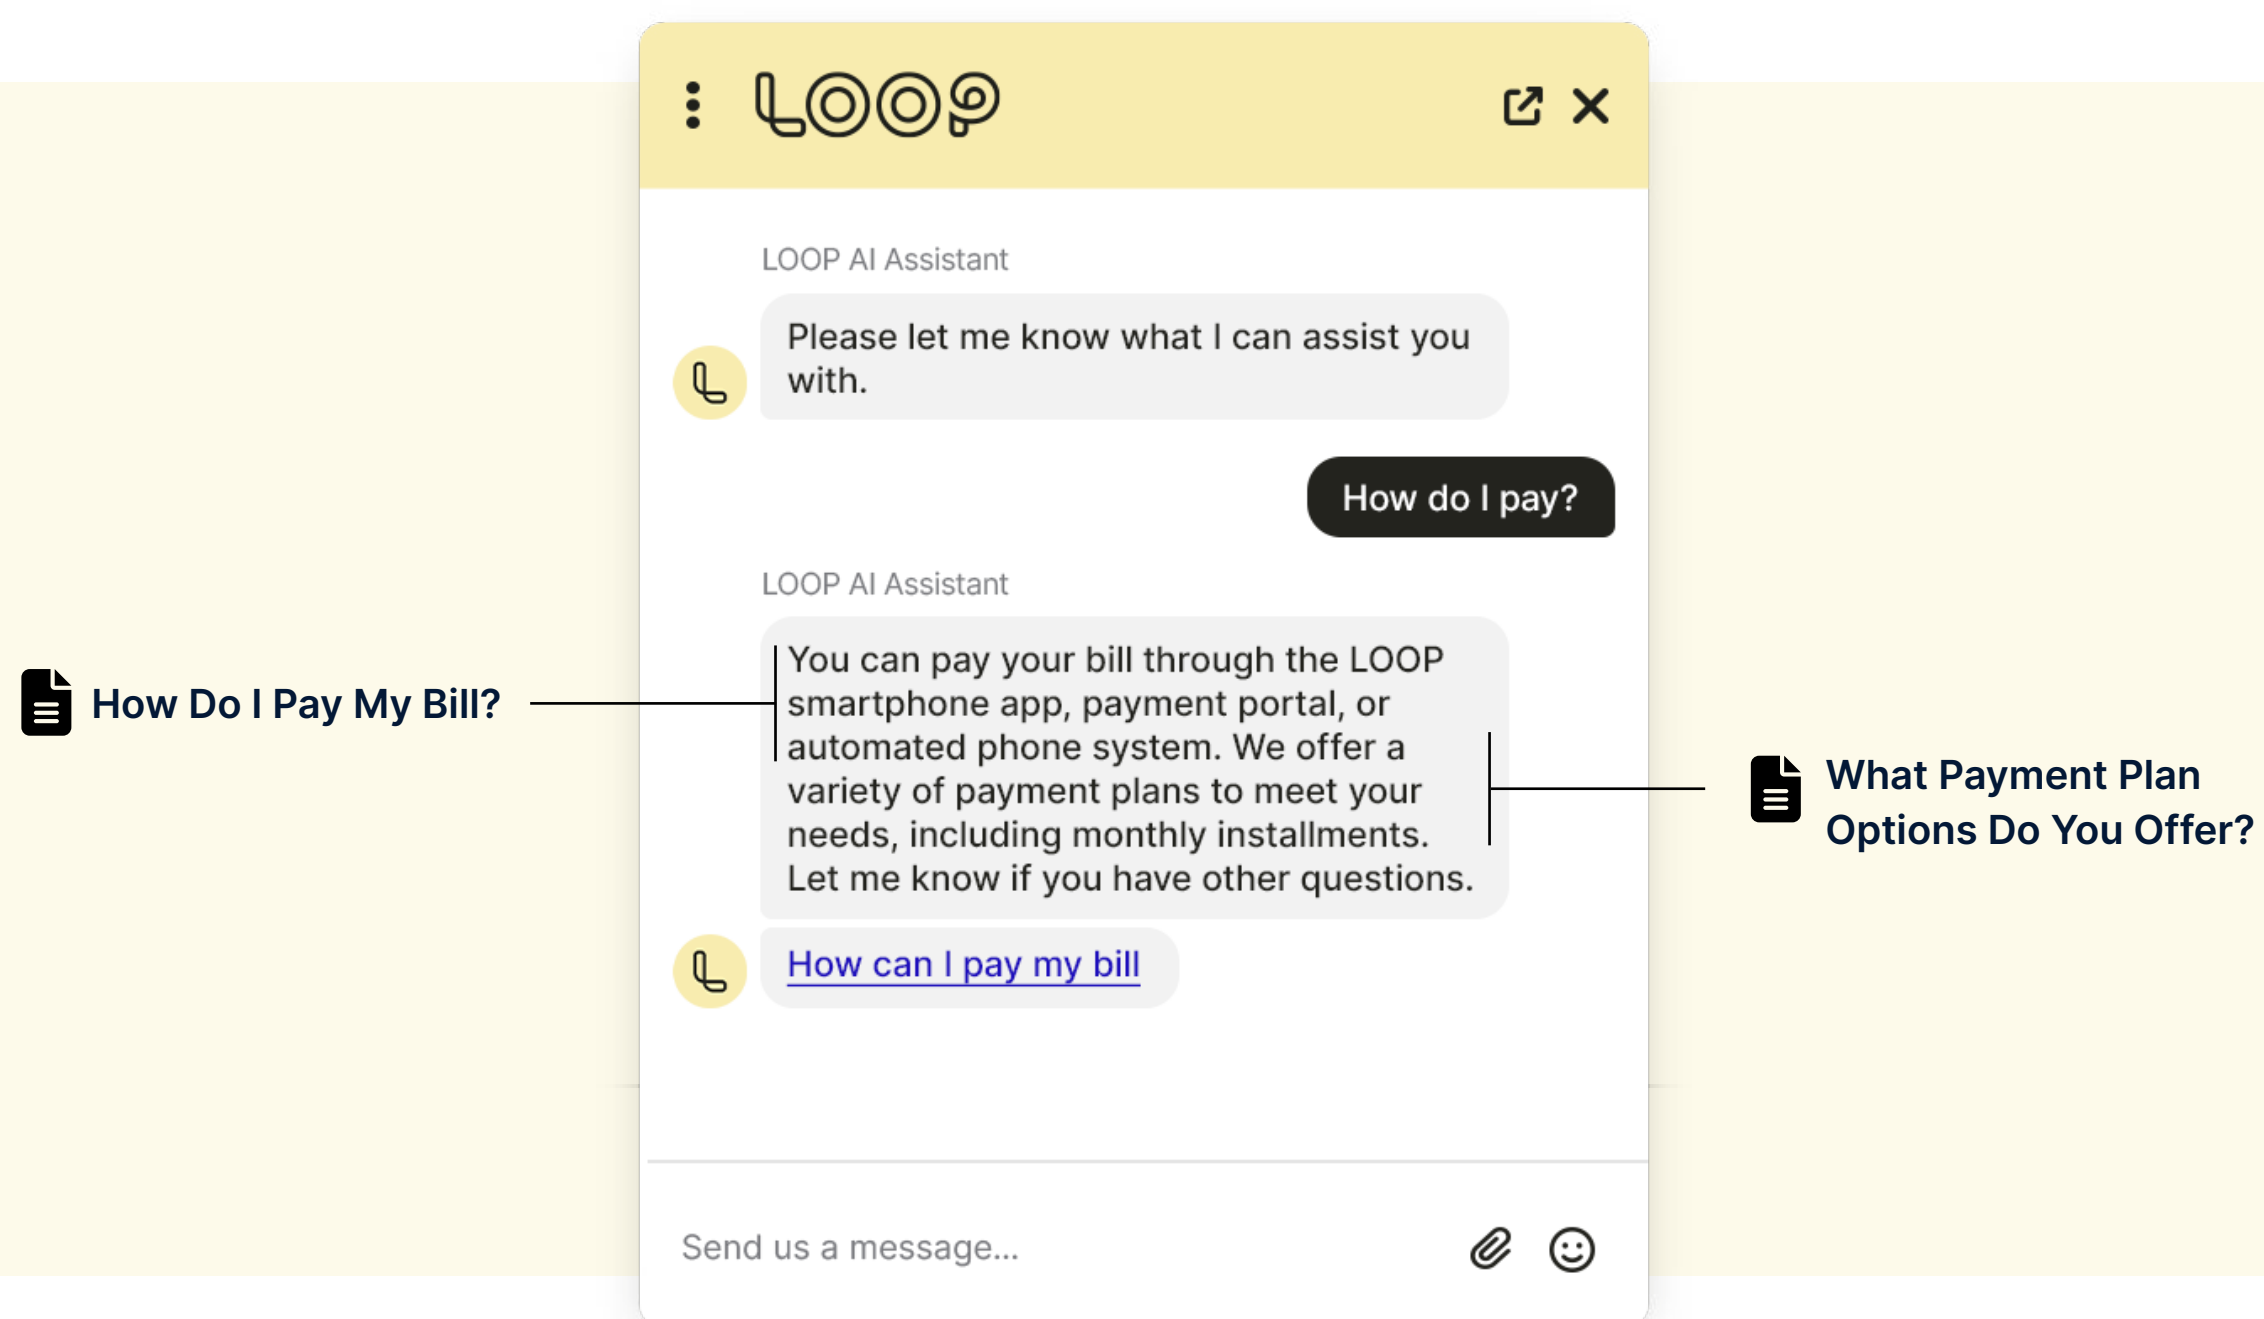 LOOP
LOOP AI Assistant
Please let me know what I can assist you
with.
How do I pay?
LOOP AI Assistant
You can pay your bill through the LOOP
smartphone app, payment portal, or
automated phone system. We offer a
variety of payment plans to meet your
needs, including monthly installments.
Let me know if you have other questions.
How Do I Pay My Bill?
What Payment Plan
Options Do You Offer?
L
How can I pay my bill
L
Send us a message...